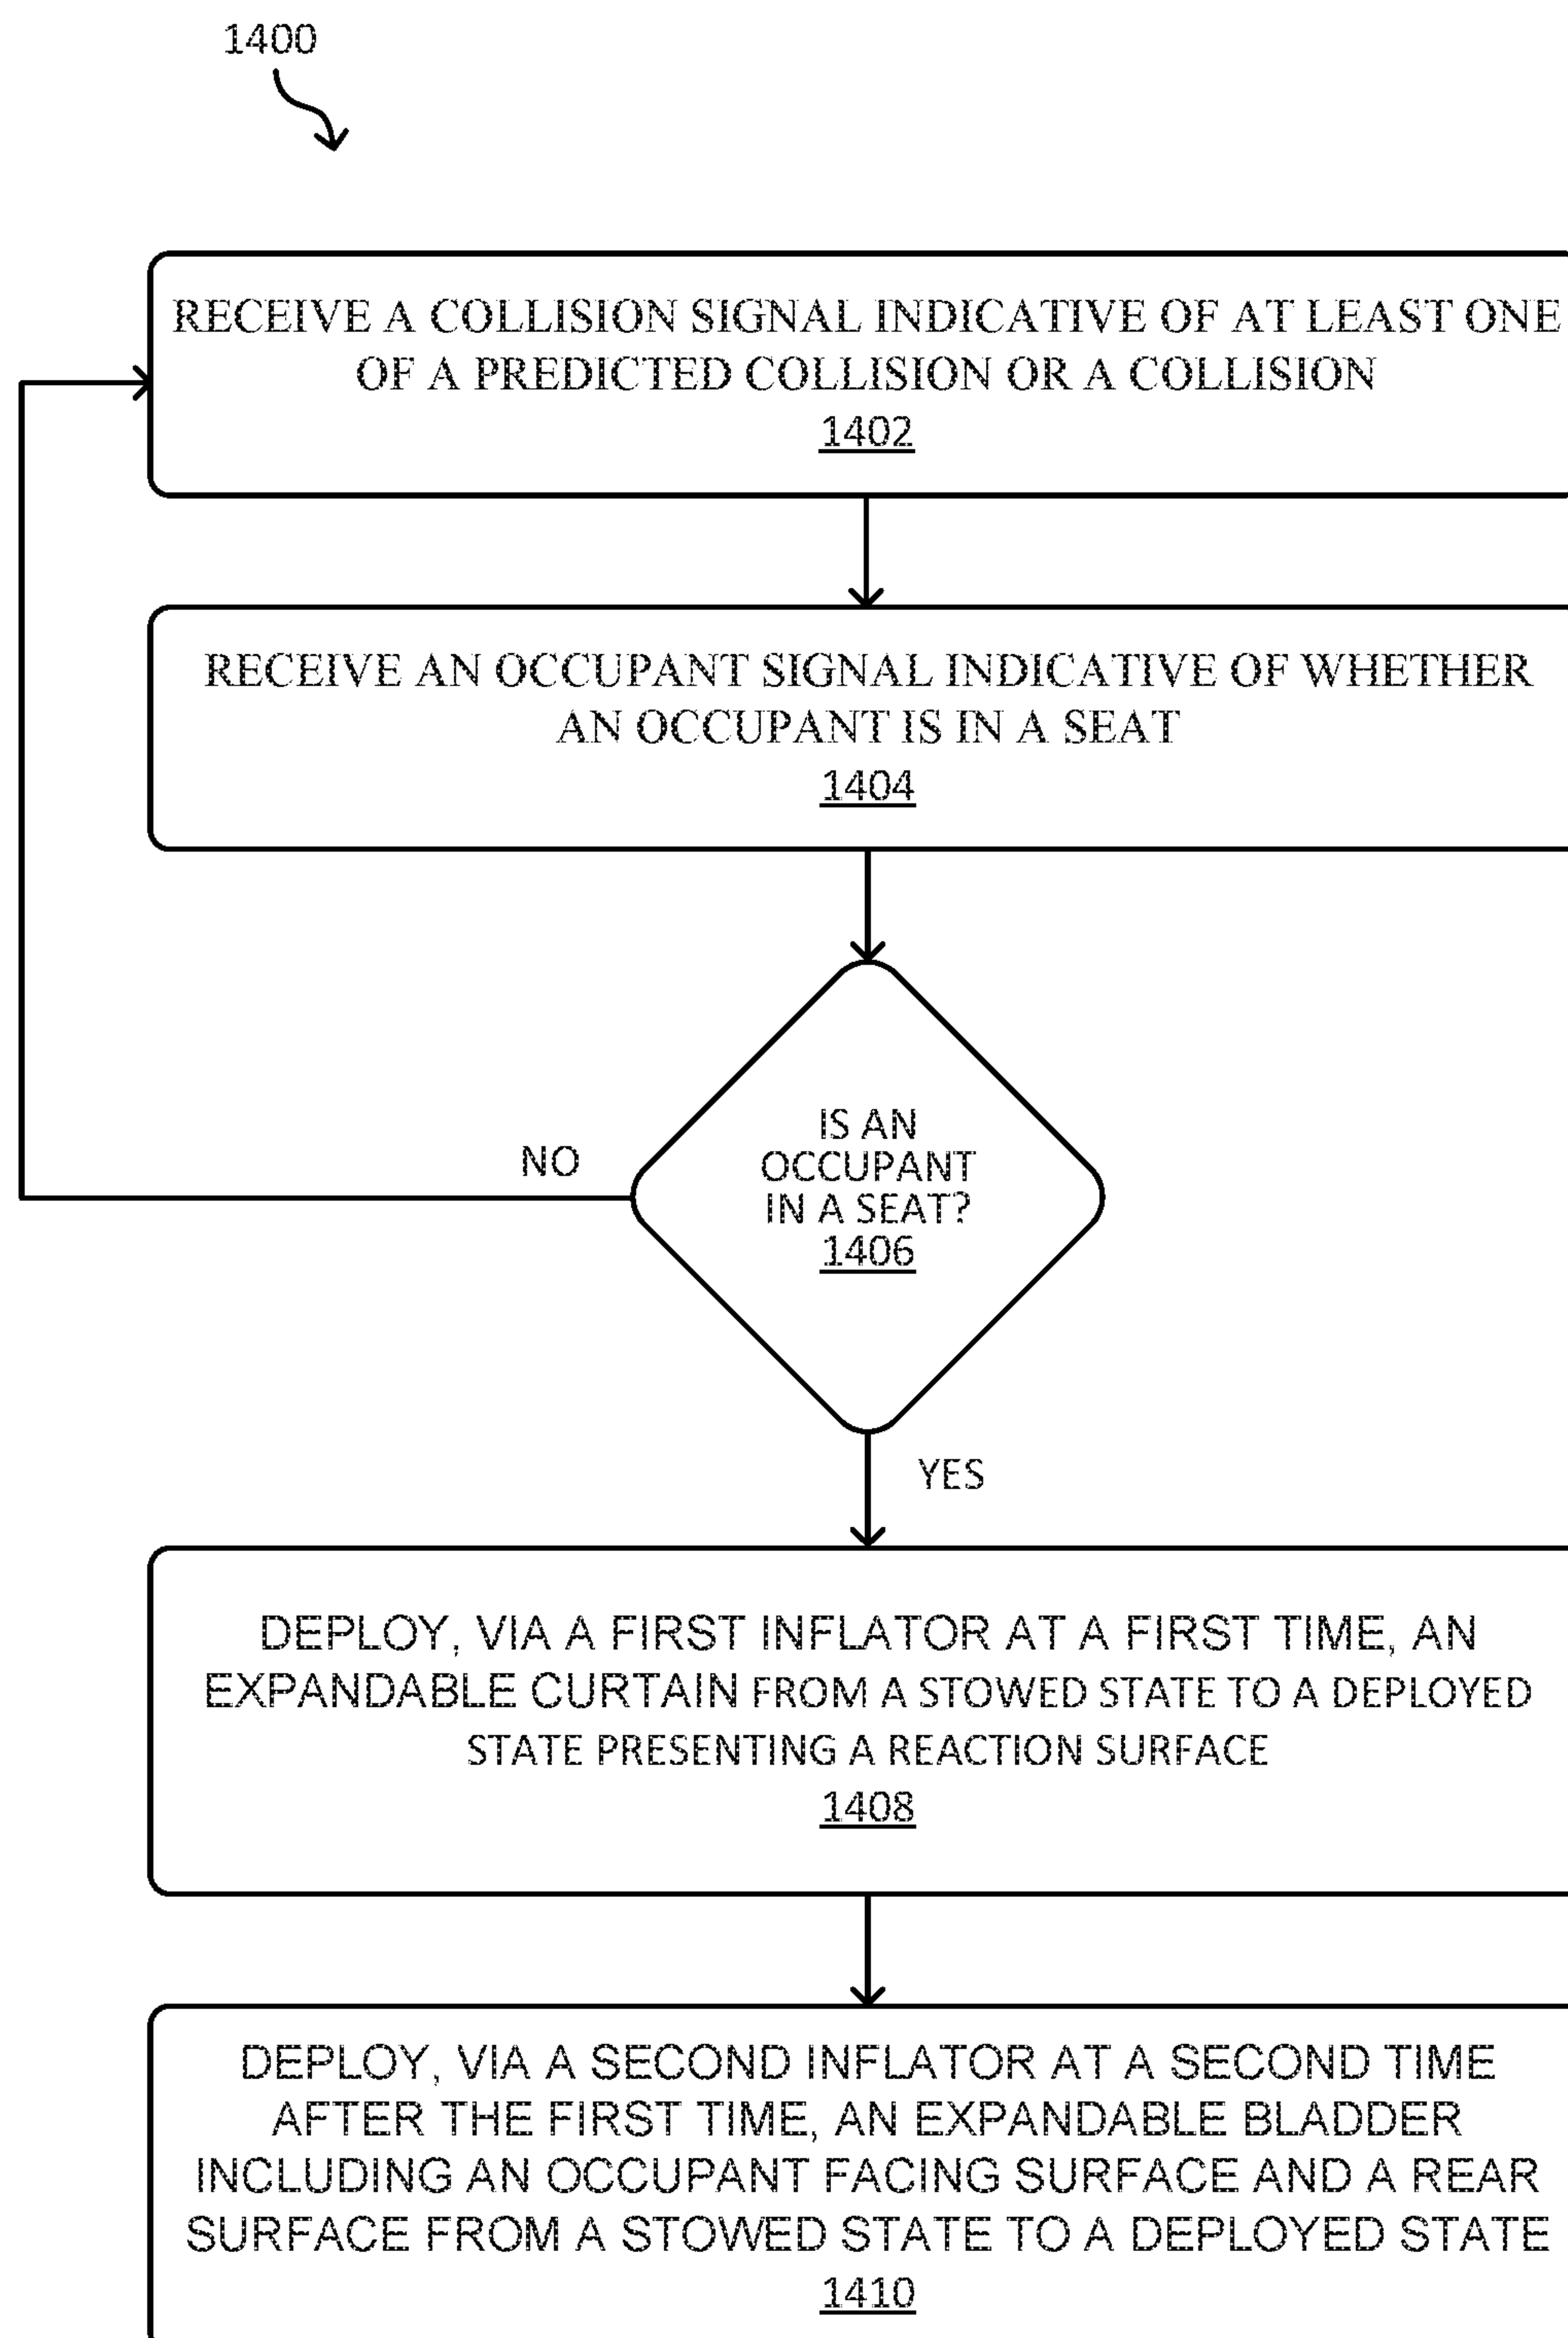 1400
RECEIVE A COLLISION SIGNAL INDICATIVE OF AT LEAST ONE
OF A PREDICTED COLLISION OR A COLLISION
1402
RECEIVE AN OCCUPANT SIGNAL INDICATIVE OF WHETHER
AN OCCUPANT IS IN A SEAT
1404
IS AN
OCCUPANT
IN A SEAT?
1406
NO
YES
DEPLOY, VIA A FIRST INFLATOR AT A FIRST TIME, AN
EXPANDABLE CURTAIN FROM A STOWED STATE TO A DEPLOYED
STATE PRESENTING A REACTION SURFACE
1408
DEPLOY, VIA A SECOND INFLATOR AT A SECOND TIME
AFTER THE FIRST TIME, AN EXPANDABLE BLADDER
INCLUDING AN OCCUPANT FACING SURFACE AND A REAR
SURFACE FROM A STOWED STATE TO A DEPLOYED STATE
1410